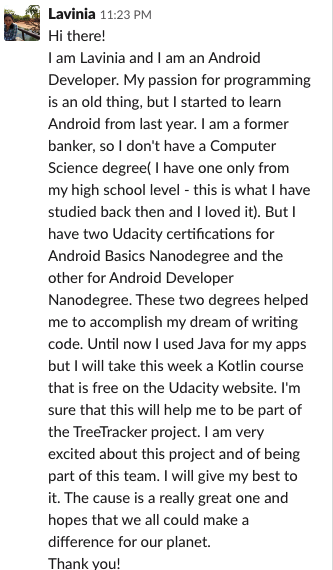 Lavinia 11:23 PM
Hi there!
I am Lavinia and I am an Android
Developer. My passion for programming
is an old thing, but I started to learn
Android from last year. I am a former
banker, so I don't have a Computer
Science degree( I have one only from
my high school level - this is what I have
studied back then and I loved it). But I
have two Udacity certifications for
Android Basics Nanodegree and the
other for Android Developer
Nanodegree. These two degrees helped
me to accomplish my dream of writing
code. Until now I used Java for my apps
but I will take this week a Kotlin course
that is free on the Udacity website. I'm
sure that this will help me to be part of
the TreeTracker project. I am very
excited about this project and of being
part of this team. I will give my best to
it. The cause is a really great one and
hopes that we all could make a
difference for our planet.
Thank you!